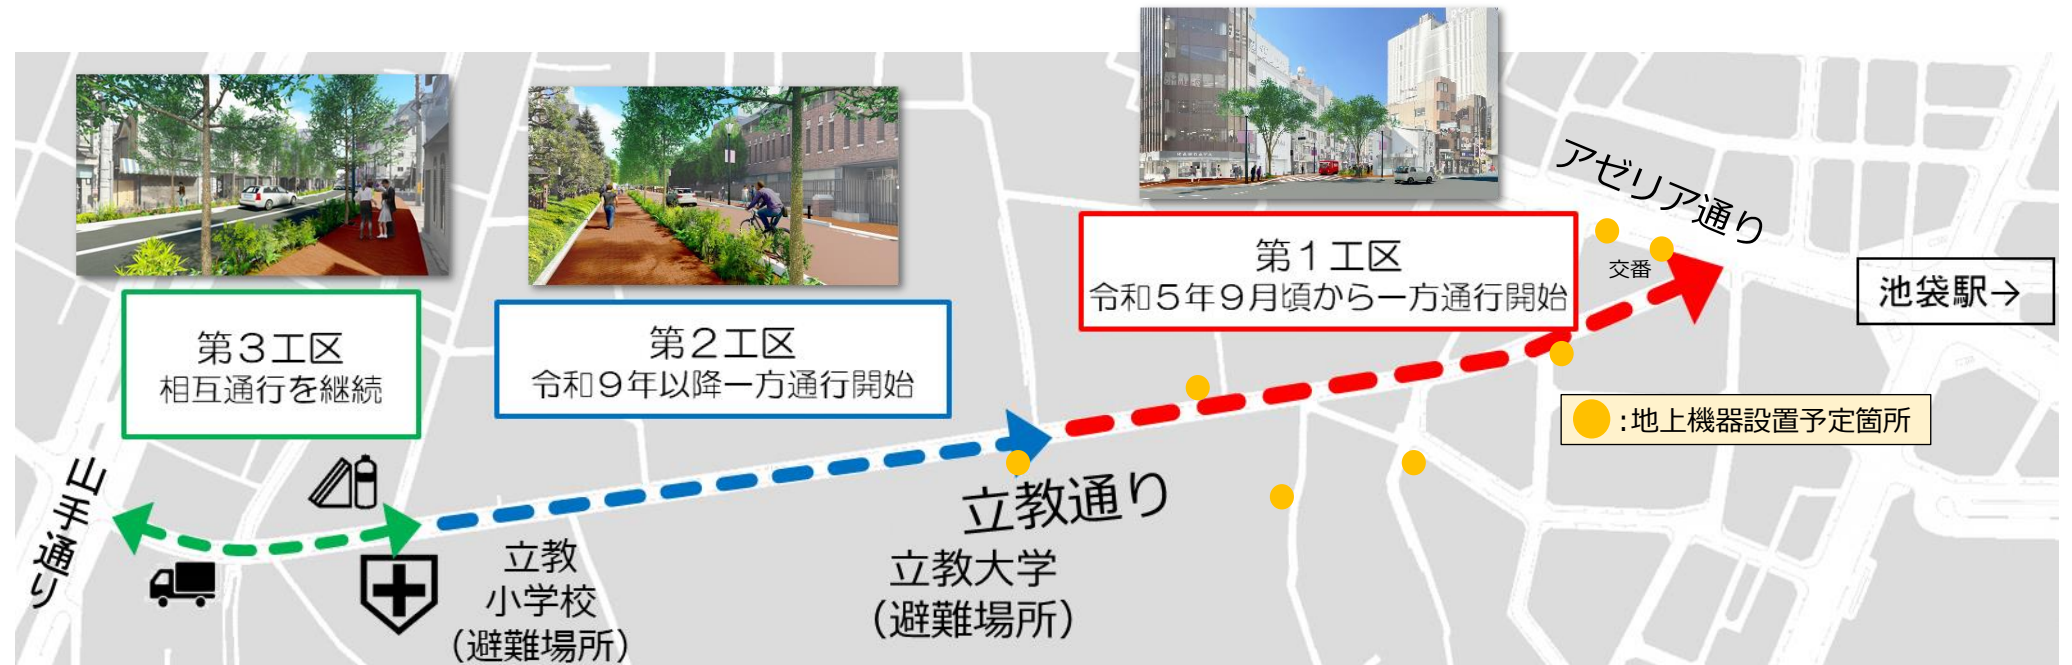 アゼリア通り
第１工区
令和５年９月頃から一方通行開始
交番
池袋駅→
第２工区
令和９年以降一方通行開始
第３工区
相互通行を継続
:地上機器設置予定箇所
山手通り
立教通り
立教
小学校
（避難場所）
立教大学
（避難場所）